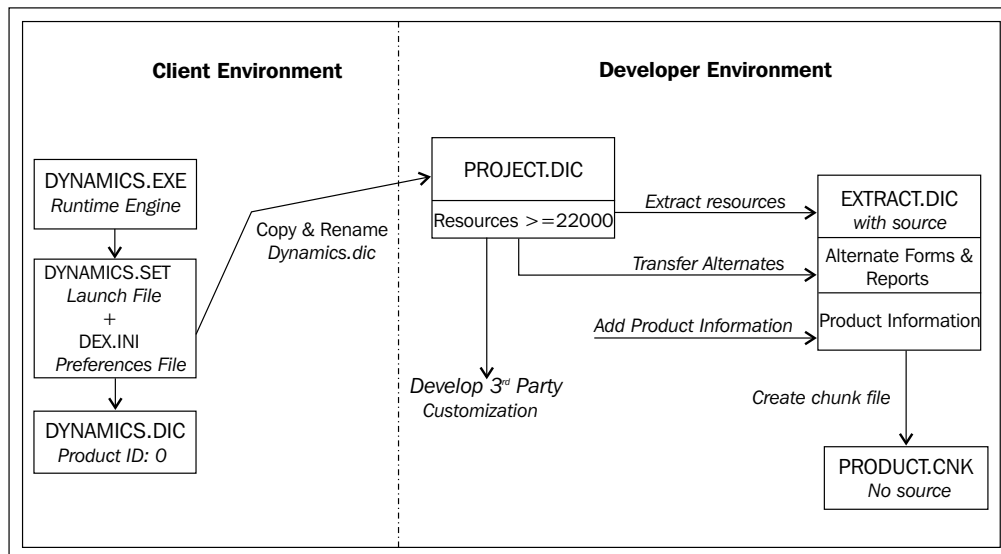 Client Environment
DYNAMICS.EXE
Runtime Engine
DYNAMICS.SET
Launch File
+
DEX.INI
Preferences File
DYNAMICS.DIC
Product ID: 0
Copy & Rename
Dynamics.dic
Developer Environment
PROJECT.DIC
Resources >=22000
Extract resources
Transfer Alternates
Add Product Information
Develop 3rd Party
Customization
EXTRACT.DIC
with source
Alternate Forms &
Reports
Product Information
Create chunk file
PRODUCT.CNK
No source